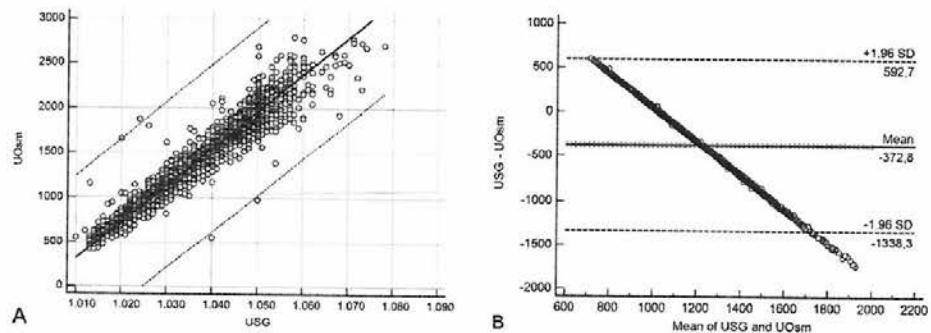 3000
2500
2000
1500
1000
500
0
UOsm
1.010 1.020 1.030 1.040 1.050 1.060 1.070 1.080 1.090
USG
A
1000
500
0
-500
-1000
-1500
-2000
USG - UOsm
+1.96 SD
592,7
Mean
-372,8
-1.96 SD
-1338,3
600 800 1000 1200 1400 1600 1800 2000 2200
Mean of USG and UOsm
B